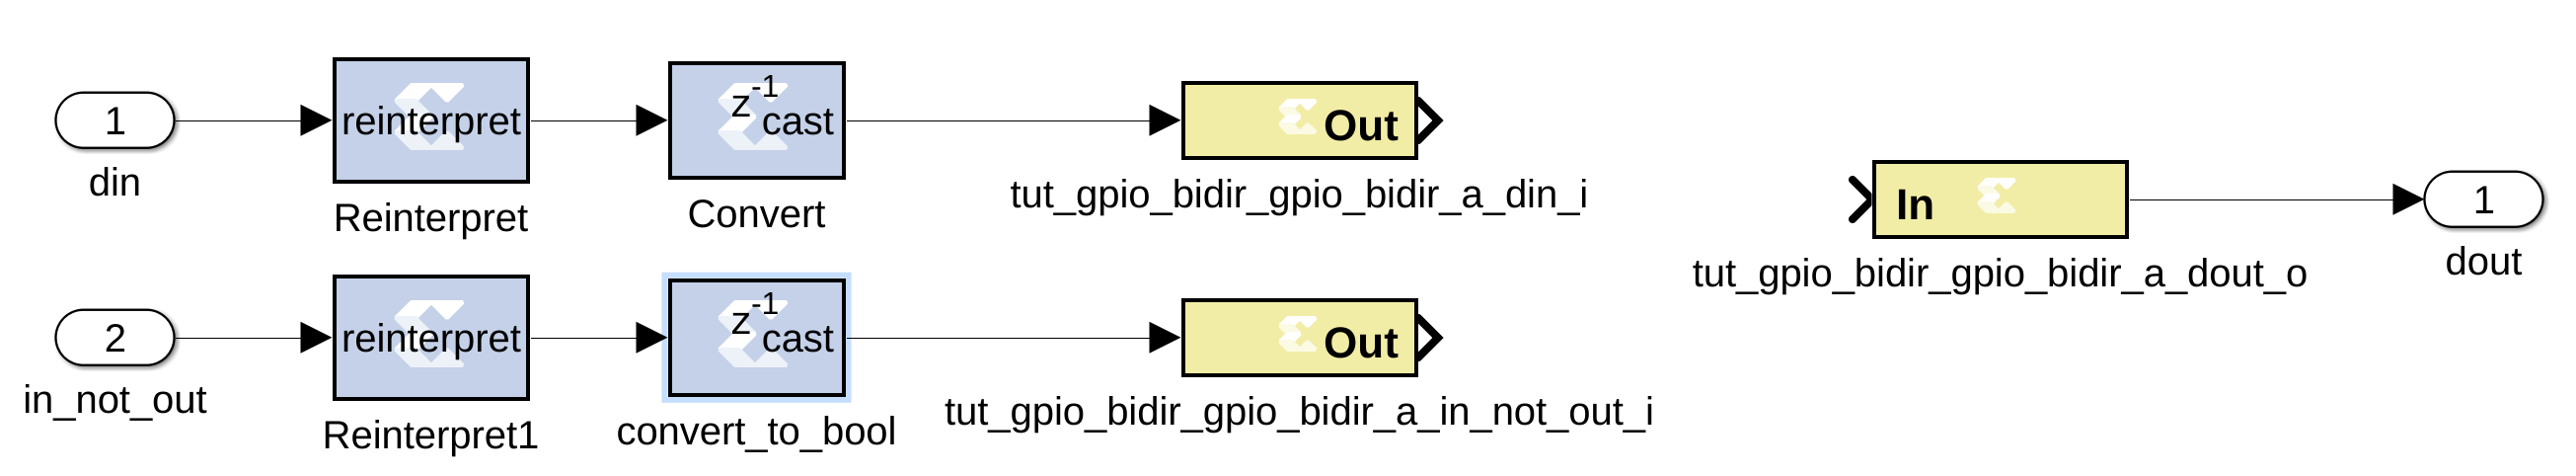 1
din
reinterpret
Reinterpret
z-1
cast
Convert
Out
tut_gpio_bidir_gpio_bidir_a_din_i
In
tut_gpio_bidir_gpio_bidir_a_dout_o
1
dout
2
in_not_out
reinterpret
Reinterpret1
z-1
cast
convert_to_bool
Out
tut_gpio_bidir_gpio_bidir_a_in_not_out_i